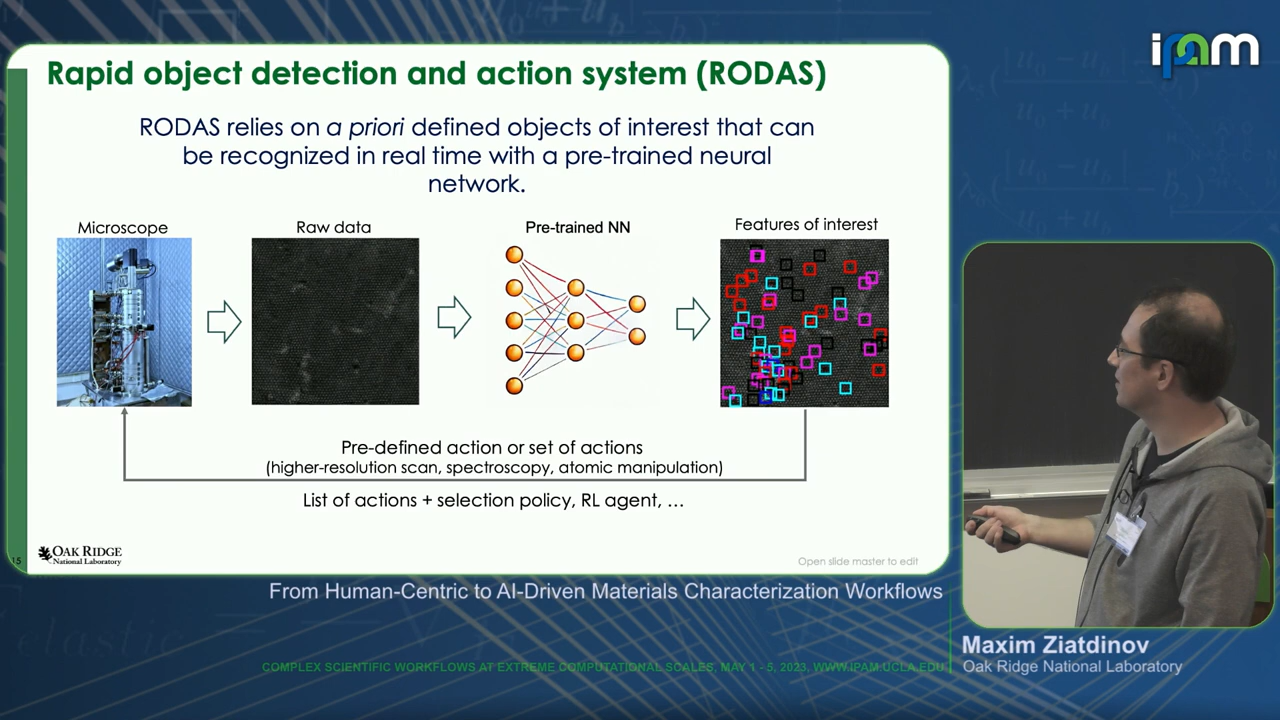 ipam
Rapid object detection and action system (RODAS)
RODAS relies on a priori defined objects of interest that can
be recognized in real time with a pre-trained neural
network.
Microscope
Raw data
Pre-trained NN
Features of interest
Pre-defined action or set of actions
(higher-resolution scan, spectroscopy, atomic manipulation)
List of actions + selection policy, RL agent, …
15
OAK RIDGE
National Laboratory
Open slide master to edit
From Human-Centric to AI-Driven Materials Characterization Workflows
Maxim Ziatdinov
Oak Ridge National Laboratory
COMPLEX SCIENTIFIC WORKFLOWS AT EXTREME COMPUTATIONAL SCALES, MAY 1 - 5, 2023, WWW.IPAM.UCLA.EDU